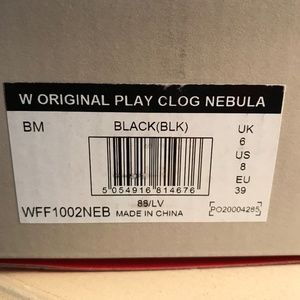 W ORIGINAL PLAY CLOG NEBULA
BM
BLACK(BLK)
UK
6
US
8
EU
39
5 054916 814676
WFF1002NEB
/LV
MADE IN CHINA
PO20004285